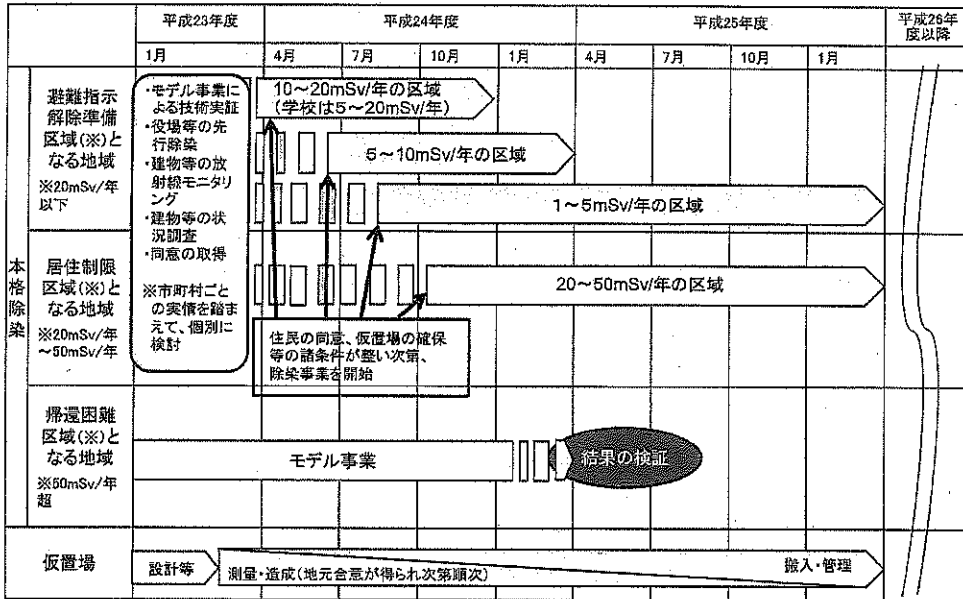 平成23年度
平成24年度
平成25年度
平成26年
度以降
1月
4月
7月
10月
1月
4月
7月
10月
1月
本格除染
避難指示
解除準備
区域(※)と
なる地域
※20mSv/年
以下
・モデル事業に
よる技術実証
・役場等の先
行除染
・建物等の放
射線モニタリ
ング
・建物等の状
況調査
・同意の取得
※市町村ごと
の実情を踏ま
えて、個別に
検討
10～20mSv/年の区域
(学校は5～20mSv/年)
5～10mSv/年の区域
1～5mSv/年の区域
居住制限
区域(※)と
なる地域
※20mSv/年
～50mSv/年
20～50mSv/年の区域
住民の同意、仮置場の確保
等の諸条件が整い次第、
除染事業を開始
帰還困難
区域(※)と
なる地域
※50mSv/年
超
モデル事業
結果の検証
仮置場
設計等
測量・造成(地元合意が得られ次第順次)
搬入・管理